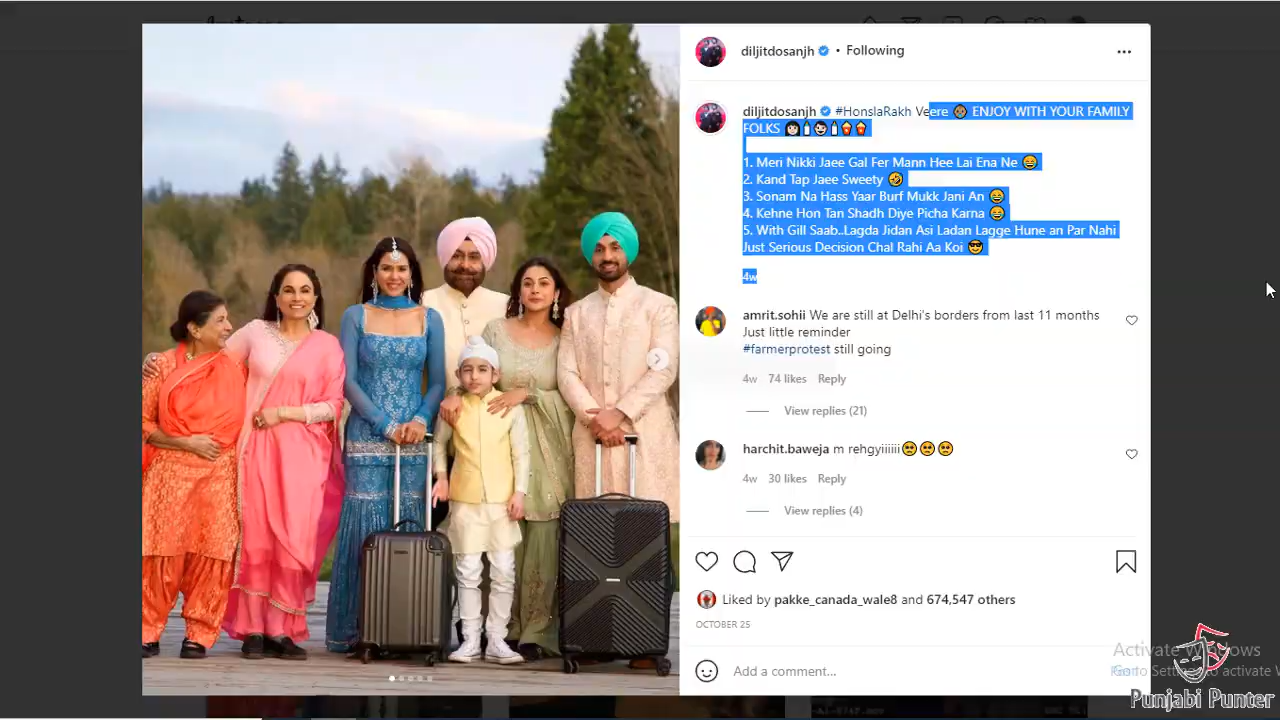 diljitdosanjh • Following
diljitdosanjh #HonslaRakh Veere 👩🏽 ENJOY WITH YOUR FAMILY
FOLKS
1. Meri Nikki Jaee Gal Fer Mann Hee Lai Ena Ne 😅
2. Kand Tap Jaee Sweety 🤣
3. Sonam Na Hass Yaar Burf Mukk Jani An 😅
4. Kehne Hon Tan Shadh Diye Picha Karna 😅
5. With Gill Saab..Lagda Jidan Asi Ladan Lagge Hune an Par Nahi
Just Serious Decision Chal Rahi Aa Koi 😎
4w
amrit.sohii We are still at Delhi's borders from last 11 months
Just little reminder
#farmerprotest still going
4w 74 likes Reply
View replies (21)
harchit.baweja m rehgyiiiiii🥺🥺🥺
4w 30 likes Reply
View replies (4)
Liked by pakke_canada_wale8 and 674,547 others
OCTOBER 25
Add a comment...
Activate Windows
Go to Settings to activate W
Punjabi Punter